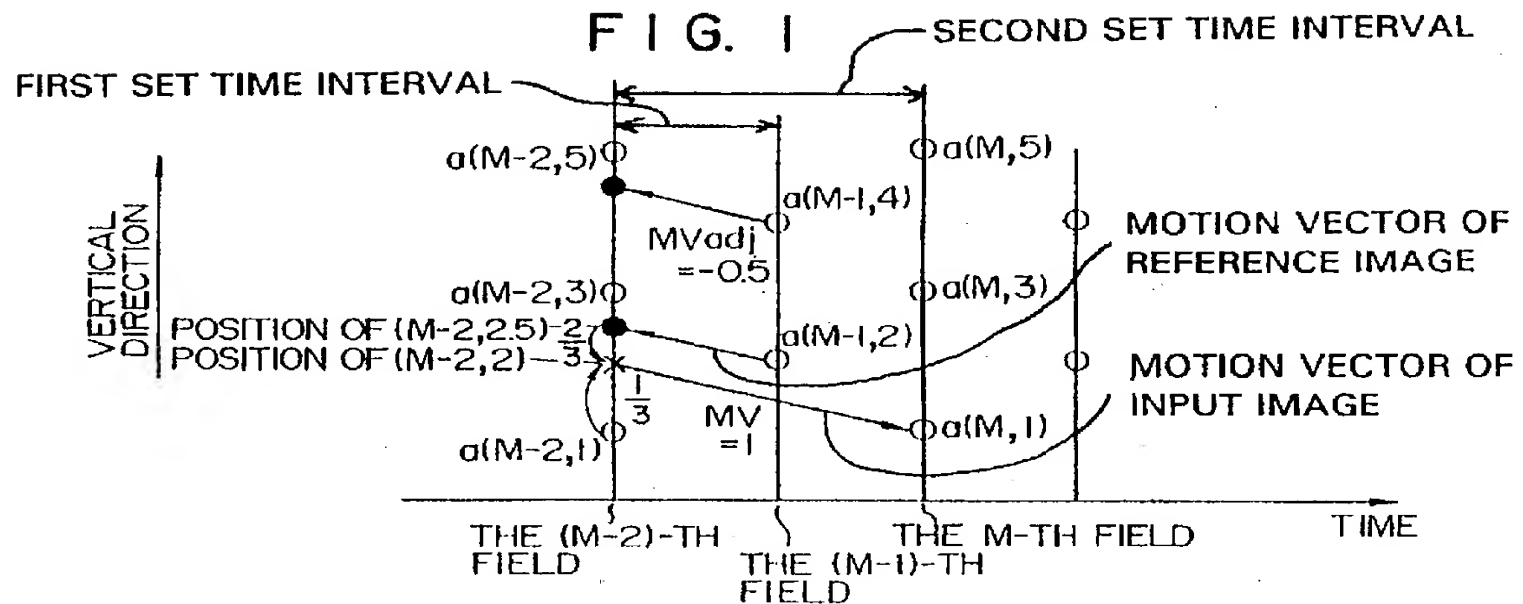 FIG. 1
SECOND SET TIME INTERVAL
FIRST SET TIME INTERVAL
a(M-2,5)
a(M,5)
a(M-1,4)
MVadj
=-0.5
MOTION VECTOR OF
REFERENCE IMAGE
VERTICAL
DIRECTION
a(M-2,3)
a(M,3)
POSITION OF (M-2,2.5)
2
3
a(M-1,2)
POSITION OF (M-2,2)
1
3
MV
=1
MOTION VECTOR OF
INPUT IMAGE
a(M,1)
a(M-2,1)
THE (M-2)-TH
FIELD
THE (M-1)-TH
FIELD
THE M-TH FIELD
TIME